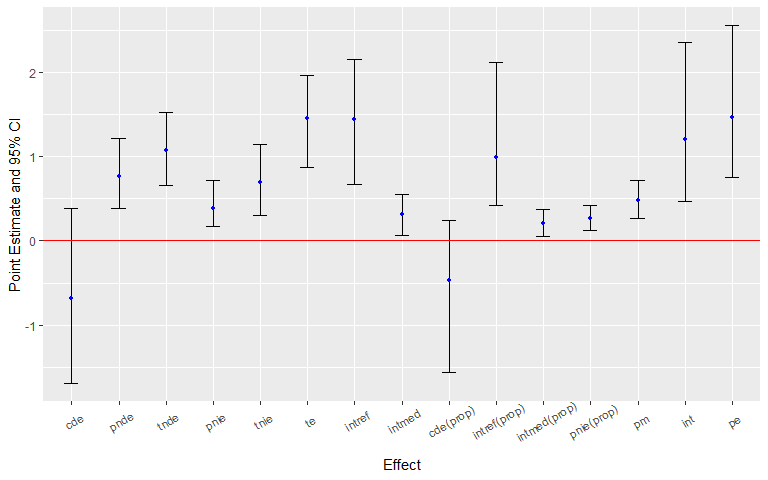 Point Estimate and 95% CI
2
1
0
-1
cde
pnde
tnde
pnie
tnie
te
intref
intmed
cde(prop)
intref(prop)
intmed(prop)
pnie(prop)
pm
int
pe
Effect